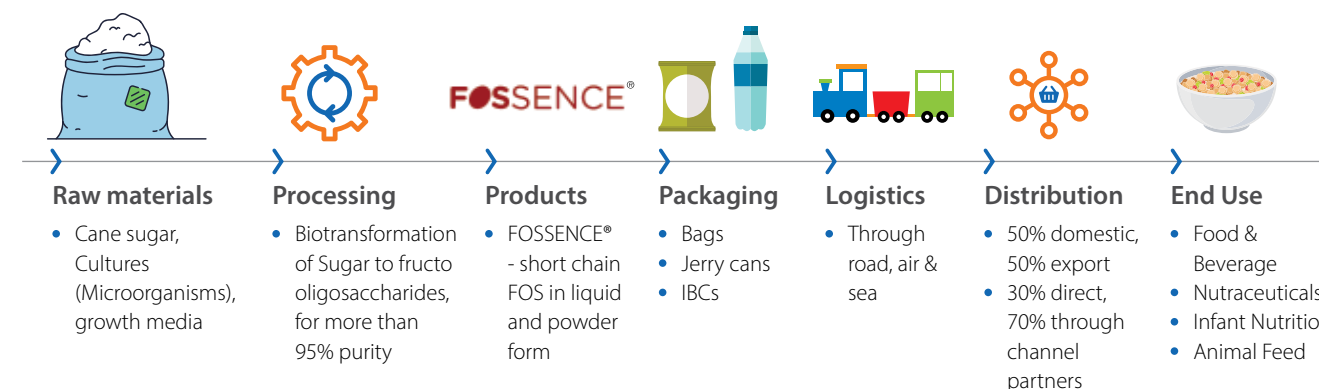 FOSSENCE®
Raw materials
• Cane sugar,
Cultures
(Microorganisms),
growth media
Processing
• Biotransformation
of Sugar to fructo
oligosaccharides,
for more than
95% purity
Products
• FOSSENCE®
- short chain
FOS in liquid
and powder
form
Packaging
• Bags
• Jerry cans
• IBCs
Logistics
• Through
road, air &
sea
Distribution
• 50% domestic,
50% export
• 30% direct,
70% through
channel
partners
End Use
• Food &
Beverage
• Nutraceuticals
• Infant Nutritio
• Animal Feed